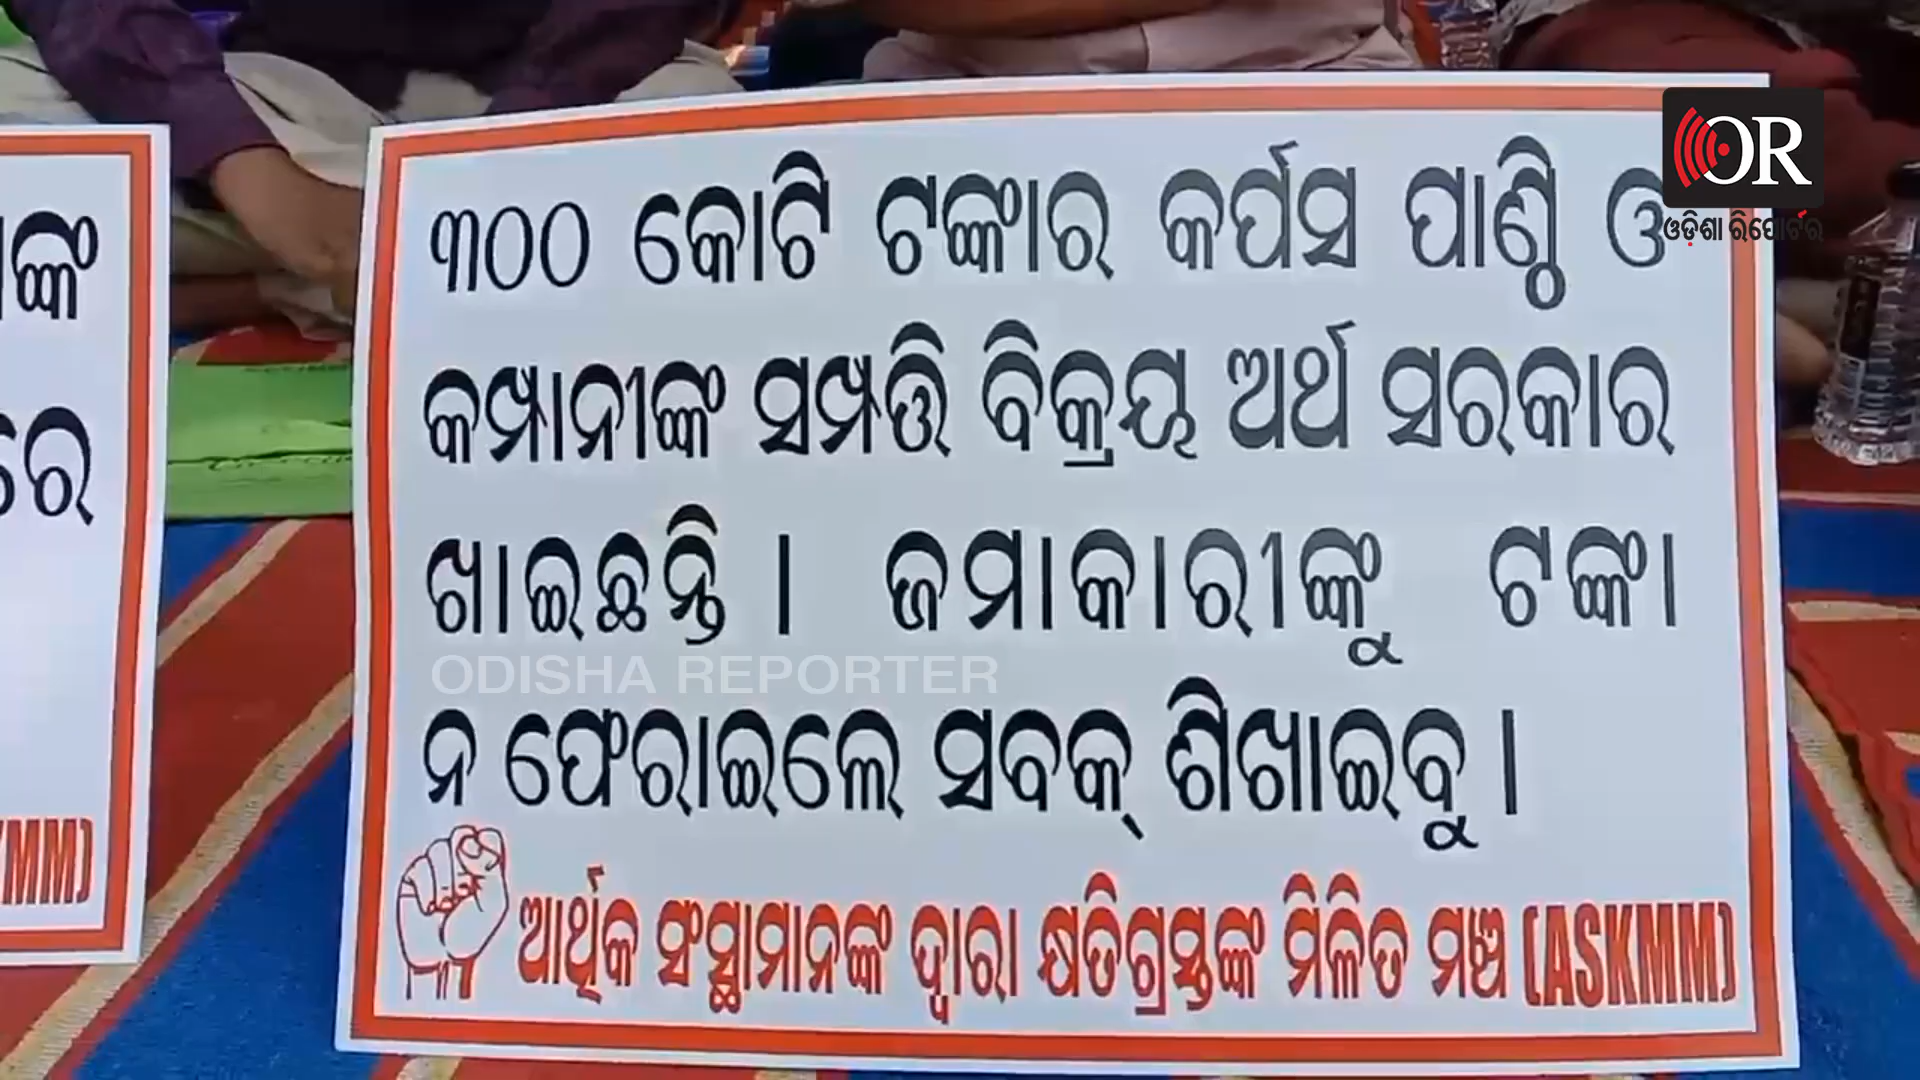 ୩୦୦ କୋଟି ଟଙ୍କାର କର୍ପସ ପାଣ୍ଠି ଓ
କମ୍ପାନୀଙ୍କ ସମ୍ପତ୍ତି ବିକ୍ରୟ ଅର୍ଥ ସରକାର
ଖାଇଛନ୍ତି । ଜମାକାରୀଙ୍କୁ ଟଙ୍କା
ନ ଫେରାଇଲେ ସବକ୍ ଶିଖାଇବୁ ।
ଆର୍ଥିକ ସଂସ୍ଥାମାନଙ୍କ ଦ୍ୱାରା କ୍ଷତିଗ୍ରସ୍ତଙ୍କ ମିଳିତ ମଞ୍ଚ (ASKMM)
ODISHA REPORTER
OR
ଓଡ଼ିଶା ରିପୋର୍ଟର